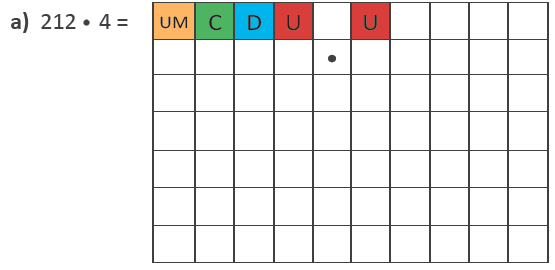 a) 212 • 4 = UM C D U U
•